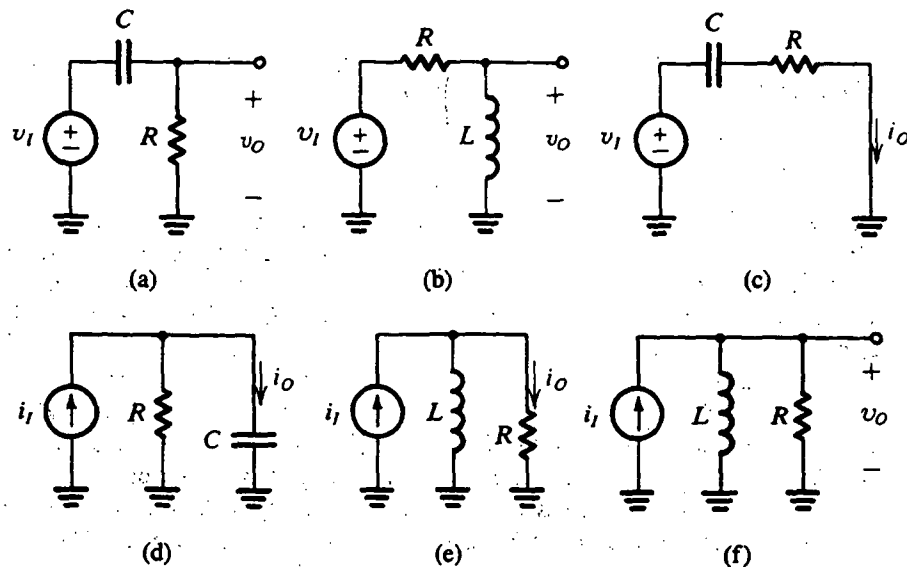 C
R
C
R
v_I
+
−
R
+
v_O
−
v_I
+
−
L
+
v_O
−
v_I
+
−
i_O
(a)
(b)
(c)
i_I
R
i_O
C
i_I
L
i_O
R
i_I
L
R
+
v_O
−
(d)
(e)
(f)